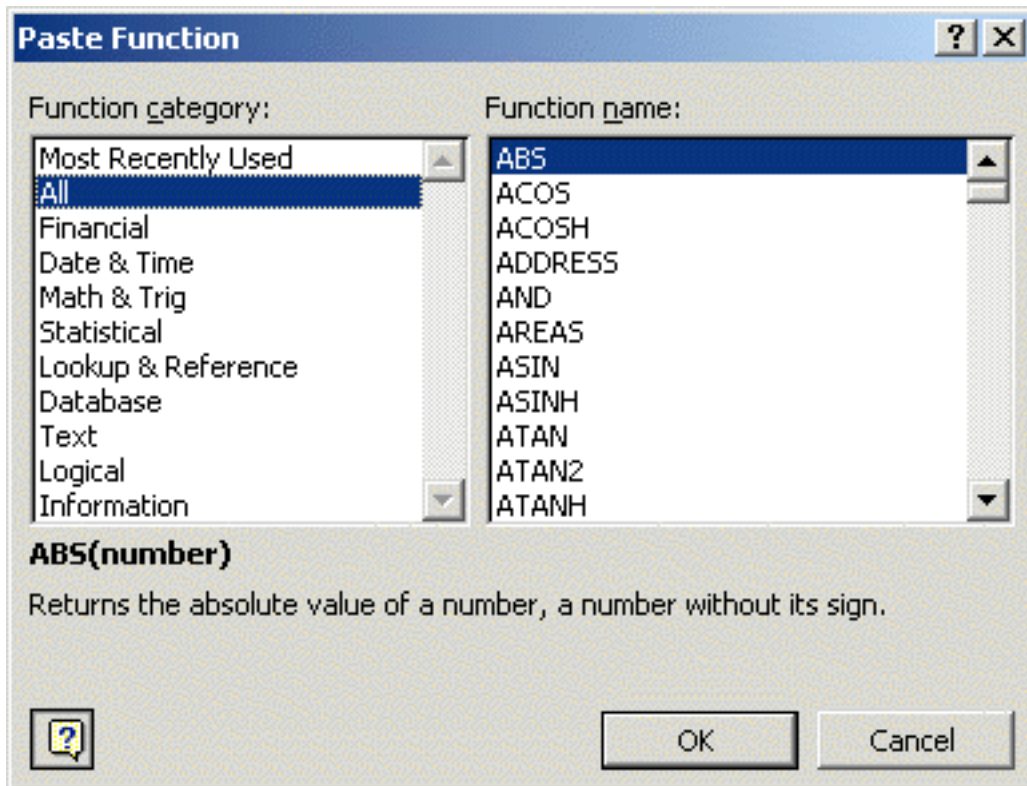 Paste Function
Function category:
Most Recently Used
All
Financial
Date & Time
Math & Trig
Statistical
Lookup & Reference
Database
Text
Logical
Information
Function name:
ABS
ACOS
ACOSH
ADDRESS
AND
AREAS
ASIN
ASINH
ATAN
ATAN2
ATANH
ABS(number)
Returns the absolute value of a number, a number without its sign.
OK
Cancel